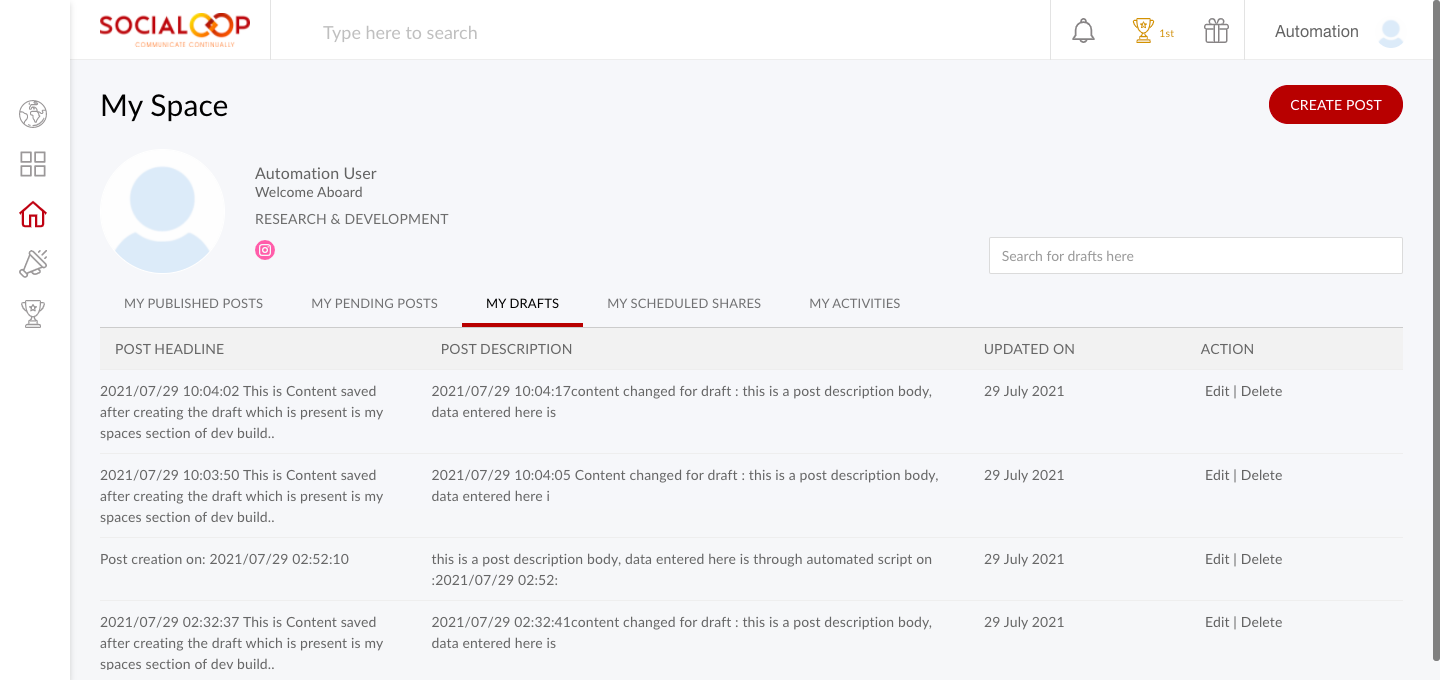 SOCIALOOP
COMMUNICATE CONTINUALLY
Type here to search
1st
Automation
My Space
CREATE POST
Automation User
Welcome Aboard
RESEARCH & DEVELOPMENT
Search for drafts here
MY PUBLISHED POSTS
MY PENDING POSTS
MY DRAFTS
MY SCHEDULED SHARES
MY ACTIVITIES
POST HEADLINE
POST DESCRIPTION
UPDATED ON
ACTION
2021/07/29 10:04:02 This is Content saved
after creating the draft which is present is my
spaces section of dev build..
2021/07/29 10:04:17content changed for draft : this is a post description body,
data entered here is
29 July 2021
Edit | Delete
2021/07/29 10:03:50 This is Content saved
after creating the draft which is present is my
spaces section of dev build..
2021/07/29 10:04:05 Content changed for draft : this is a post description body,
data entered here i
29 July 2021
Edit | Delete
Post creation on: 2021/07/29 02:52:10
this is a post description body, data entered here is through automated script on
:2021/07/29 02:52:
29 July 2021
Edit | Delete
2021/07/29 02:32:37 This is Content saved
after creating the draft which is present is my
spaces section of dev build..
2021/07/29 02:32:41content changed for draft : this is a post description body,
data entered here is
29 July 2021
Edit | Delete